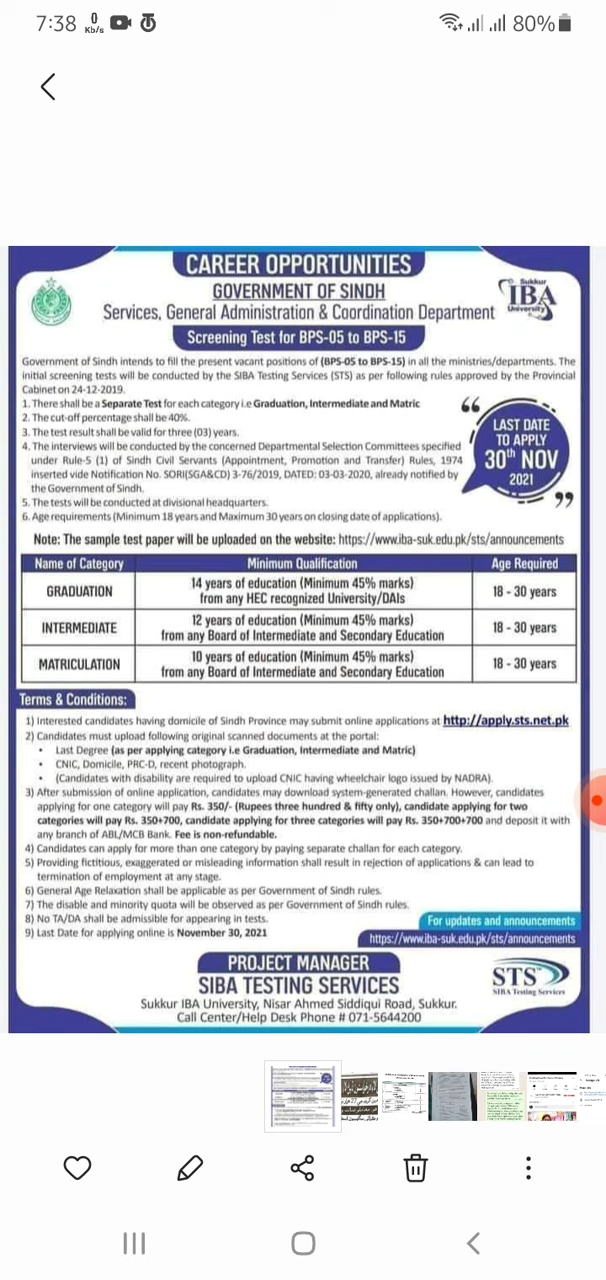 7:38
0
Kb/s
80%
CAREER OPPORTUNITIES
GOVERNMENT OF SINDH
Services, General Administration & Coordination Department
Sukkur
IBA
University
Screening Test for BPS-05 to BPS-15
Government of Sindh intends to fill the present vacant positions of (BPS-05 to BPS-15) in all the ministries/departments. The
initial screening tests will be conducted by the SIBA Testing Services (STS) as per following rules approved by the Provincial
Cabinet on 24-12-2019.
1. There shall be a Separate Test for each category i.e Graduation, Intermediate and Matric
2. The cut-off percentage shall be 40%.
3. The test result shall be valid for three (03) years.
4. The interviews will be conducted by the concerned Departmental Selection Committees specified
under Rule-5 (1) of Sindh Civil Servants (Appointment, Promotion and Transfer) Rules, 1974
inserted vide Notification No. SORI(SGA&CD) 3-76/2019, DATED: 03-03-2020, already notified by
the Government of Sindh.
5. The tests will be conducted at divisional headquarters.
6. Age requirements (Minimum 18 years and Maximum 30 years on closing date of applications).
“
LAST DATE
TO APPLY
30th NOV
2021
”
Note: The sample test paper will be uploaded on the website: https://www.iba-suk.edu.pk/sts/announcements
Name of Category Minimum Qualification Age Required
GRADUATION 14 years of education (Minimum 45% marks)
from any HEC recognized University/DAIs 18 - 30 years
INTERMEDIATE 12 years of education (Minimum 45% marks)
from any Board of Intermediate and Secondary Education 18 - 30 years
MATRICULATION 10 years of education (Minimum 45% marks)
from any Board of Intermediate and Secondary Education 18 - 30 years
Terms & Conditions:
1) Interested candidates having domicile of Sindh Province may submit online applications at http://apply.sts.net.pk
2) Candidates must upload following original scanned documents at the portal:
• Last Degree (as per applying category i.e Graduation, Intermediate and Matric)
• CNIC, Domicile, PRC-D, recent photograph.
• (Candidates with disability are required to upload CNIC having wheelchair logo issued by NADRA).
3) After submission of online application, candidates may download system-generated challan. However, candidates
applying for one category will pay Rs. 350/- (Rupees three hundred & fifty only), candidate applying for two
categories will pay Rs. 350+700, candidate applying for three categories will pay Rs. 350+700+700 and deposit it with
any branch of ABL/MCB Bank. Fee is non-refundable.
4) Candidates can apply for more than one category by paying separate challan for each category.
5) Providing fictitious, exaggerated or misleading information shall result in rejection of applications & can lead to
termination of employment at any stage.
6) General Age Relaxation shall be applicable as per Government of Sindh rules.
7) The disable and minority quota will be observed as per Government of Sindh rules.
8) No TA/DA shall be admissible for appearing in tests.
9) Last Date for applying online is November 30, 2021
For updates and announcements
https://www.iba-suk.edu.pk/sts/announcements
PROJECT MANAGER
SIBA TESTING SERVICES
Sukkur IBA University, Nisar Ahmed Siddiqui Road, Sukkur.
Call Center/Help Desk Phone # 071-5644200
STS
SIBA Testing Services